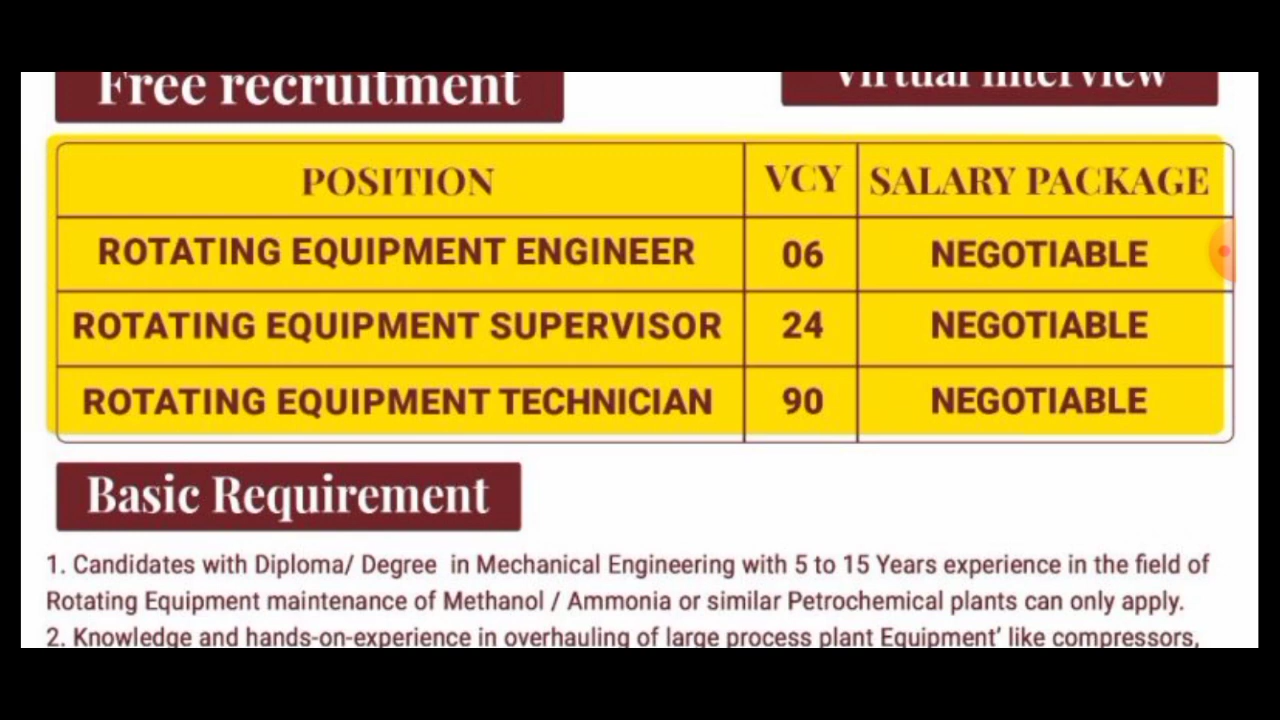 Free recruitment
Virtual Interview
POSITION VCY SALARY PACKAGE
ROTATING EQUIPMENT ENGINEER 06 NEGOTIABLE
ROTATING EQUIPMENT SUPERVISOR 24 NEGOTIABLE
ROTATING EQUIPMENT TECHNICIAN 90 NEGOTIABLE
Basic Requirement
1. Candidates with Diploma/ Degree in Mechanical Engineering with 5 to 15 Years experience in the field of
Rotating Equipment maintenance of Methanol / Ammonia or similar Petrochemical plants can only apply.
2. Knowledge and hands-on-experience in overhauling of large process plant Equipment’ like compressors,